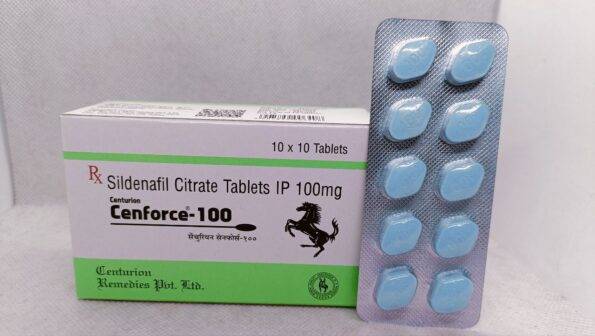 10 x 10 Tablets
Rx Sildenafil Citrate Tablets IP 100mg
Centurion
Cenforce®-100
सेंचुरियन सेनफोर्स-१००
Centurion
Remedies Pvt. Ltd.